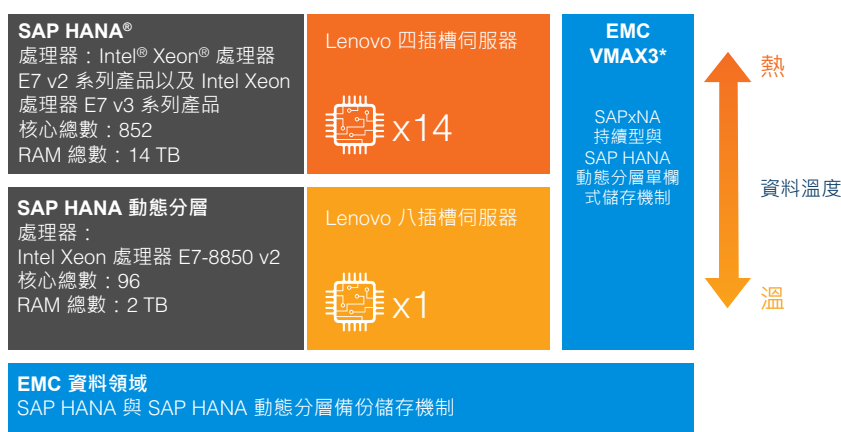 SAP HANA®
處理器：Intel® Xeon® 處理器
E7 v2 系列產品以及 Intel Xeon
處理器 E7 v3 系列產品
核心總數：852
RAM 總數：14 TB
Lenovo 四插槽伺服器
x14
SAP HANA 動態分層
處理器：
Intel Xeon 處理器 E7-8850 v2
核心總數：96
RAM 總數：2 TB
Lenovo 八插槽伺服器
x1
EMC
VMAX3*
SAPxNA
持續型與
SAP HANA
動態分層單欄
式儲存機制
熱
資料溫度
溫
EMC 資料領域
SAP HANA 與 SAP HANA 動態分層備份儲存機制